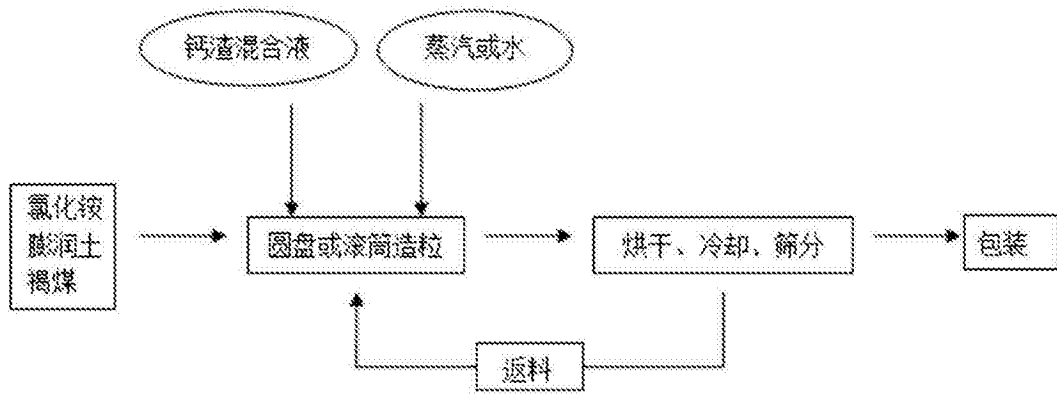 钙渣混合液
蒸汽或水
氯化铵
膨润土
褐煤
圆盘或滚筒造粒
烘干、冷却、筛分
包装
返料